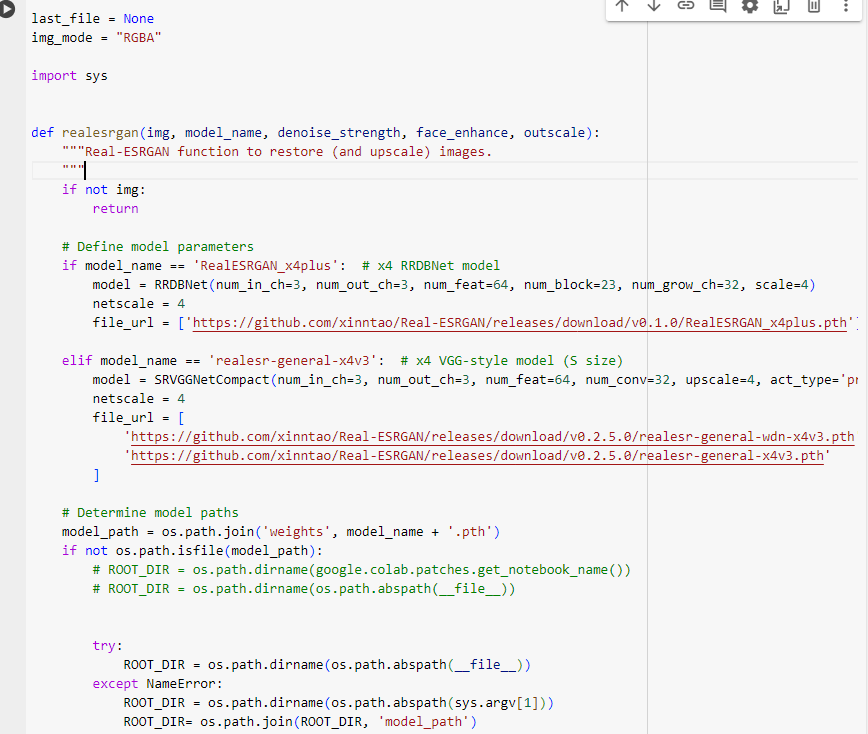 last_file = None
img_mode = "RGBA"
import sys
def realesrgan(img, model_name, denoise_strength, face_enhance, outscale):
"""Real-ESRGAN function to restore (and upscale) images.
"""
if not img:
return
# Define model parameters
if model_name == 'RealESRGAN_x4plus':  # x4 RRDBNet model
model = RRDBNet(num_in_ch=3, num_out_ch=3, num_feat=64, num_block=23, num_grow_ch=32, scale=4)
netscale = 4
file_url = ['https://github.com/xinntao/Real-ESRGAN/releases/download/v0.1.0/RealESRGAN_x4plus.pth'
elif model_name == 'realesr-general-x4v3':  # x4 VGG-style model (S size)
model = SRVGGNetCompact(num_in_ch=3, num_out_ch=3, num_feat=64, num_conv=32, upscale=4, act_type='pr
netscale = 4
file_url = [
'https://github.com/xinntao/Real-ESRGAN/releases/download/v0.2.5.0/realesr-general-wdn-x4v3.pth
'https://github.com/xinntao/Real-ESRGAN/releases/download/v0.2.5.0/realesr-general-x4v3.pth'
]
# Determine model paths
model_path = os.path.join('weights', model_name + '.pth')
if not os.path.isfile(model_path):
# ROOT_DIR = os.path.dirname(google.colab.patches.get_notebook_name())
# ROOT_DIR = os.path.dirname(os.path.abspath(__file__))
try:
ROOT_DIR = os.path.dirname(os.path.abspath(__file__))
except NameError:
ROOT_DIR = os.path.dirname(os.path.abspath(sys.argv[1]))
ROOT_DIR= os.path.join(ROOT_DIR, 'model_path')